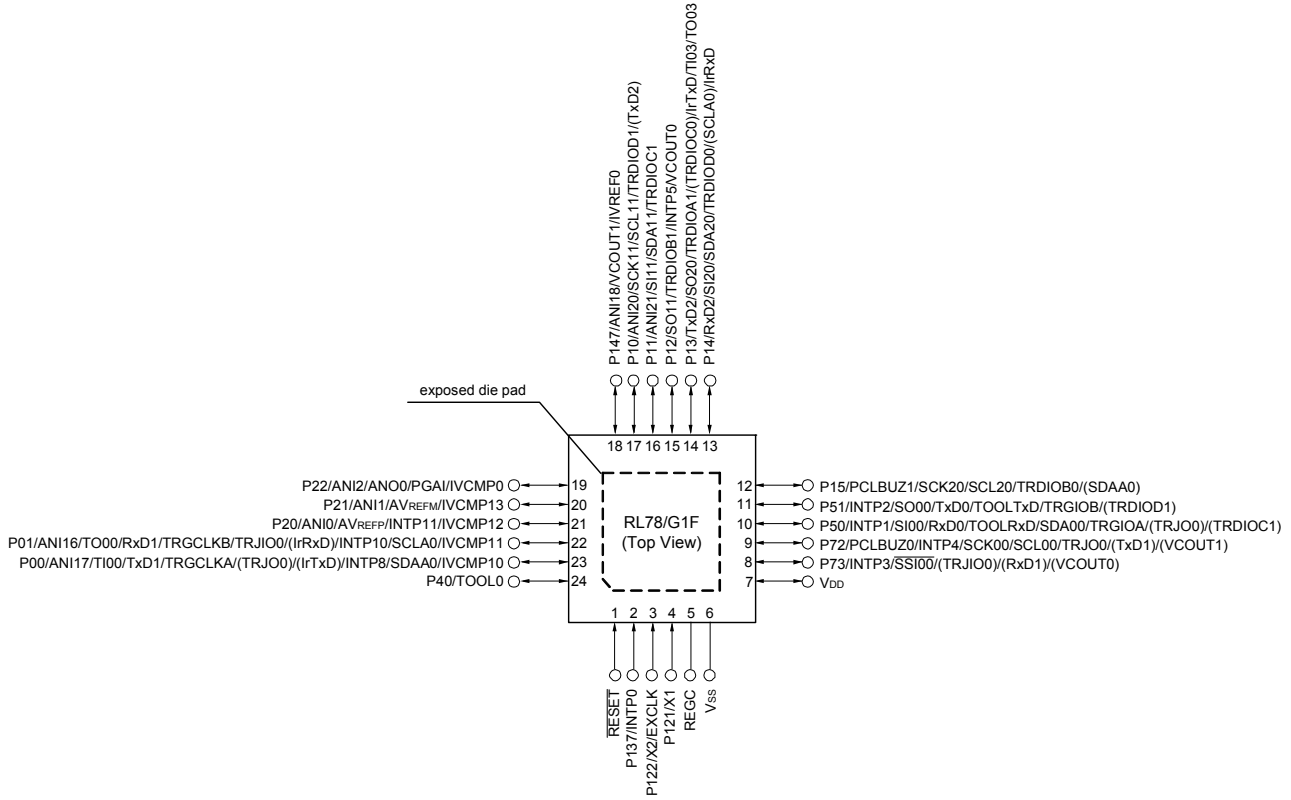 P147/ANI18/VCOUT1/IVREF0
P10/ANI20/SCK11/SCL11/TRDIOD1/(TxD2)
P11/ANI21/SI11/SDA11/TRDIOC1
P12/SO11/TRDIOB1/INTP5/VCOUT0
P13/TxD2/SO20/TRDIOA1/(TRDIOC0)/IrTxD/TI03/TO03
P14/RxD2/SI20/SDA20/TRDIOD0/(SCLA0)/IrRxD
exposed die pad
18 17 16 15 14 13
P22/ANI2/ANO0/PGAI/IVCMP0 19
P21/ANI1/AVREFM/IVCMP13 20
P20/ANI0/AVREFP/INTP11/IVCMP12 21
P01/ANI16/TO00/RxD1/TRGCLKB/TRJIO0/(IrRxD)/INTP10/SCLA0/IVCMP11 22
P00/ANI17/TI00/TxD1/TRGCLKA/(TRJO0)/(IrTxD)/INTP8/SDAA0/IVCMP10 23
P40/TOOL0 24
RL78/G1F
(Top View)
12 P15/PCLBUZ1/SCK20/SCL20/TRDIOB0/(SDAA0)
11 P51/INTP2/SO00/TxD0/TOOLTxD/TRGIOB/(TRDIOD1)
10 P50/INTP1/SI00/RxD0/TOOLRxD/SDA00/TRGIOA/(TRJO0)/(TRDIOC1)
9 P72/PCLBUZ0/INTP4/SCK00/SCL00/TRJO0/(TxD1)/(VCOUT1)
8 P73/INTP3/SSI00/(TRJIO0)/(RxD1)/(VCOUT0)
7 VDD
1 2 3 4 5 6
RESET
P137/INTP0
P122/X2/EXCLK
P121/X1
REGC
VSS